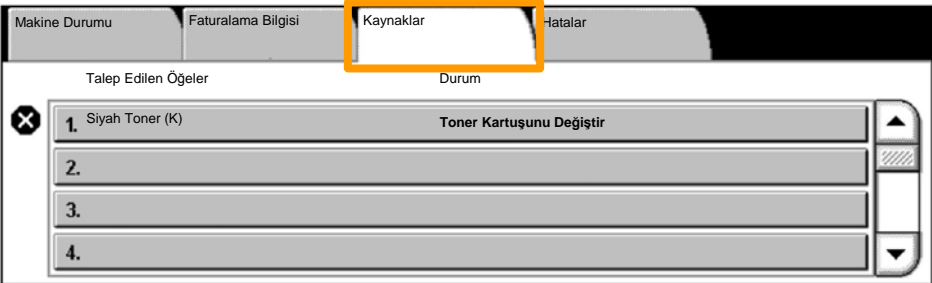 Makine Durumu Faturalama Bilgisi Kaynaklar Hatalar
Talep Edilen Öğeler Durum
1. Siyah Toner (K) Toner Kartuşunu Değiştir
2.
3.
4.